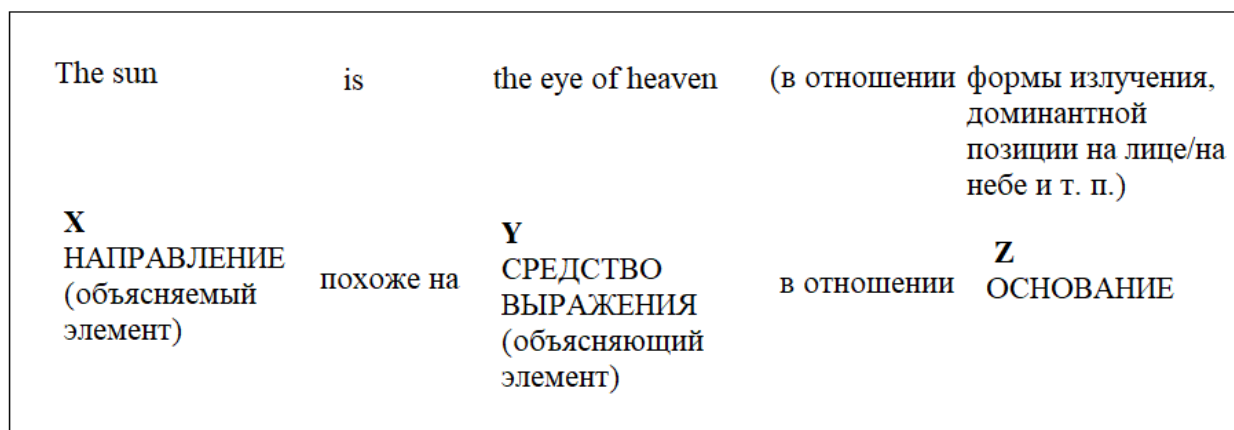 The sun is the eye of heaven (в отношении формы излучения,
доминантной
позиции на лице/на
небе и т. п.)
X
НАПРАВЛЕНИЕ
(объясняемый
элемент)
похоже на
Y
СРЕДСТВО
ВЫРАЖЕНИЯ
(объясняющий
элемент)
в отношении
Z
ОСНОВАНИЕ